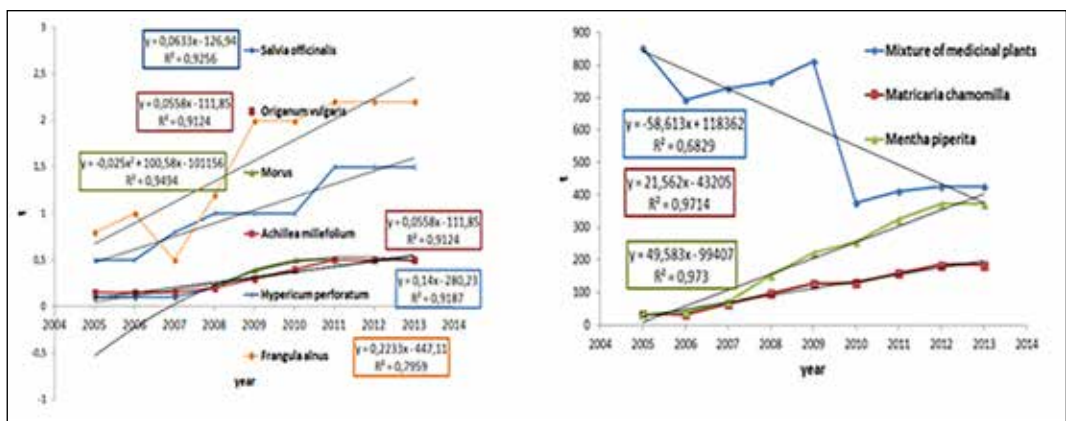 3
y = 0,0633x - 126,94
R² = 0,9256
Salvia officinalis
2,5
y = 0,0558x - 111,85
R² = 0,9124
Origanum vulgaris
2
1,5
y = -0,025x² + 100,58x - 101156
R² = 0,9494
Morus
t
1
y = 0,0558x - 111,85
R² = 0,9124
Achillea millefolium
0,5
y = 0,14x - 280,23
R² = 0,9187
Hypericum perforatum
0
2004 2005 2006 2007 2008 2009 2010 2011 2012 2013 2014
-0,5
Frangula alnus
y = 0,2233x - 447,11
R² = 0,7959
year
-1
900
800
700
600
500
400
300
200
100
0
t
Mixture of medicinal plants
Matricaria chamomilla
Mentha piperita
y = -58,613x + 118362
R² = 0,6829
y = 21,562x - 43205
R² = 0,9714
y = 49,583x - 99407
R² = 0,973
2004 2005 2006 2007 2008 2009 2010 2011 2012 2013 2014
year